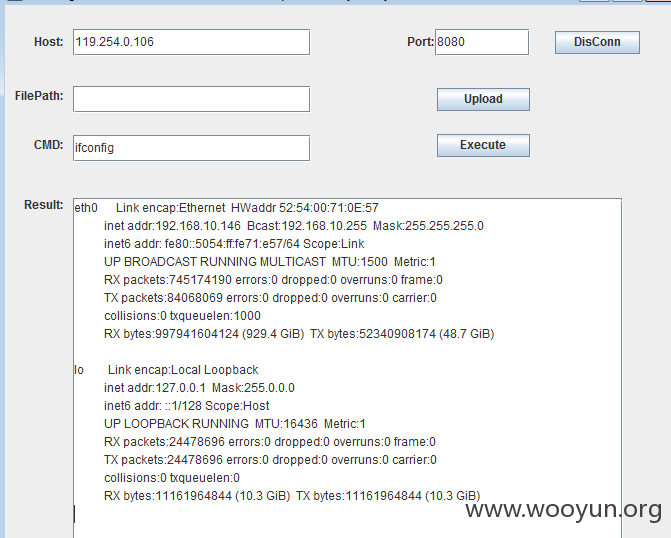 Host: 119.254.0.106 Port: 8080 DisConn
FilePath: Upload
CMD: ifconfig Execute
Result:
eth0 Link encap:Ethernet HWaddr 52:54:00:71:0E:57
inet addr:192.168.10.146 Bcast:192.168.10.255 Mask:255.255.255.0
inet6 addr: fe80::5054:ff:fe71:e57/64 Scope:Link
UP BROADCAST RUNNING MULTICAST MTU:1500 Metric:1
RX packets:745174190 errors:0 dropped:0 overruns:0 frame:0
TX packets:84068069 errors:0 dropped:0 overruns:0 carrier:0
collisions:0 txqueuelen:1000
RX bytes:997941604124 (929.4 GiB) TX bytes:52340908174 (48.7 GiB)
lo Link encap:Local Loopback
inet addr:127.0.0.1 Mask:255.0.0.0
inet6 addr: ::1/128 Scope:Host
UP LOOPBACK RUNNING MTU:16436 Metric:1
RX packets:24478696 errors:0 dropped:0 overruns:0 frame:0
TX packets:24478696 errors:0 dropped:0 overruns:0 carrier:0
collisions:0 txqueuelen:0
RX bytes:11161964844 (10.3 GiB) TX bytes:11161964844 (10.3 GiB)
www.wooyun.org